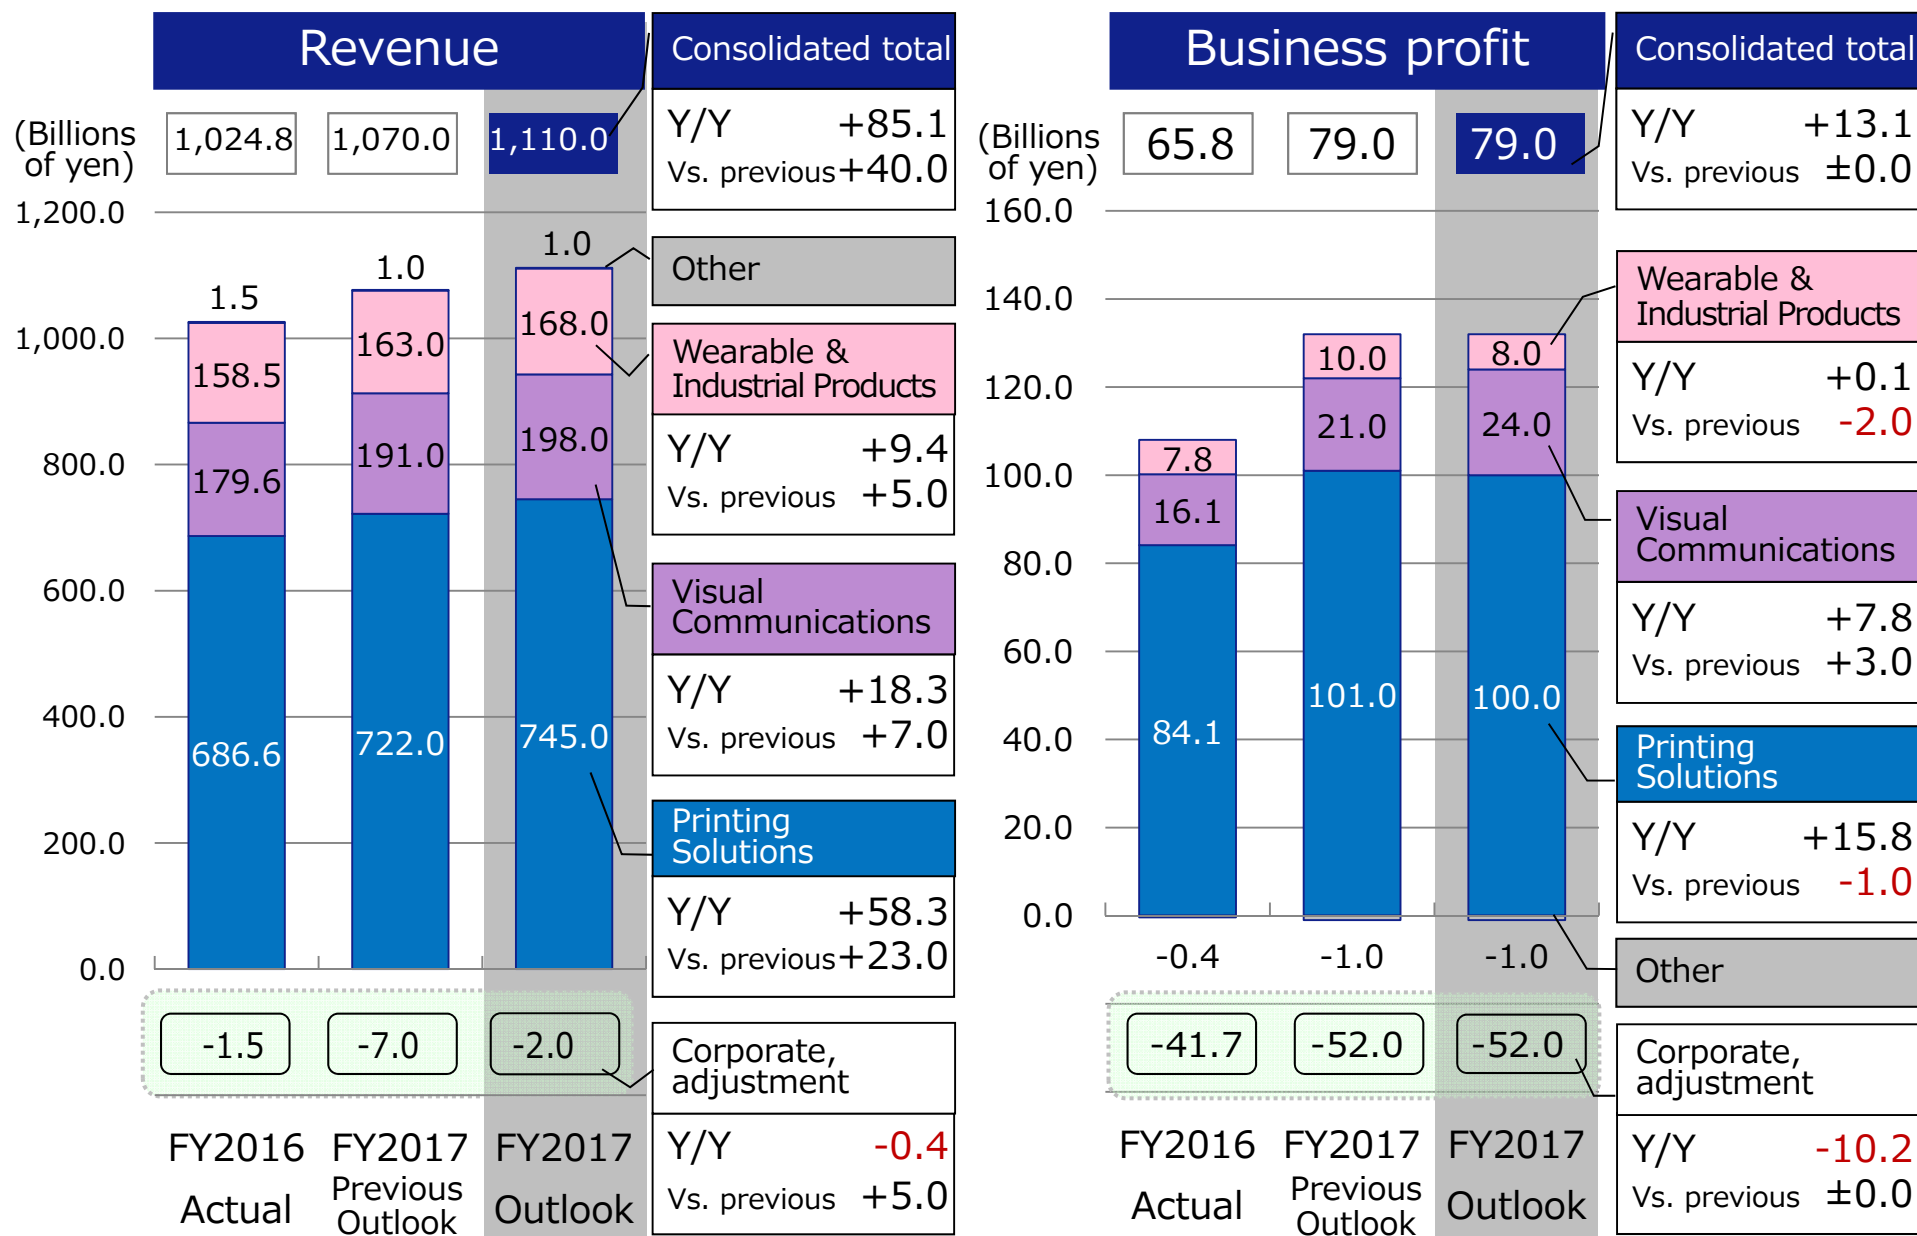 Revenue
Consolidated total
Y/Y +85.1
Vs. previous +40.0
(Billions
of yen)
1,024.8
1,070.0
1,110.0
1,200.0
1,000.0
800.0
600.0
400.0
200.0
0.0
1.5
158.5
179.6
686.6
1.0
163.0
191.0
722.0
1.0
168.0
198.0
745.0
Other
Wearable &
Industrial Products
Y/Y +9.4
Vs. previous +5.0
Visual
Communications
Y/Y +18.3
Vs. previous +7.0
Printing
Solutions
Y/Y +58.3
Vs. previous +23.0
-1.5
-7.0
-2.0
Corporate,
adjustment
Y/Y -0.4
Vs. previous +5.0
FY2016
Actual
FY2017
Previous
Outlook
FY2017
Outlook
Business profit
Consolidated total
Y/Y +13.1
Vs. previous ±0.0
(Billions
of yen)
65.8
79.0
79.0
160.0
140.0
120.0
100.0
80.0
60.0
40.0
20.0
0.0
7.8
16.1
84.1
-0.4
10.0
21.0
101.0
-1.0
8.0
24.0
100.0
-1.0
Wearable &
Industrial Products
Y/Y +0.1
Vs. previous -2.0
Visual
Communications
Y/Y +7.8
Vs. previous +3.0
Printing
Solutions
Y/Y +15.8
Vs. previous -1.0
Other
-41.7
-52.0
-52.0
Corporate,
adjustment
Y/Y -10.2
Vs. previous ±0.0
FY2016
Actual
FY2017
Previous
Outlook
FY2017
Outlook